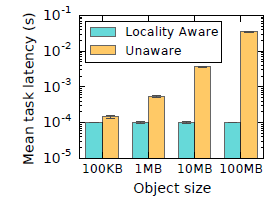 10⁻¹
10⁻²
10⁻³
10⁻⁴
10⁻⁵
Mean task latency (s)
Locality Aware
Unaware
100KB 1MB 10MB 100MB
Object size